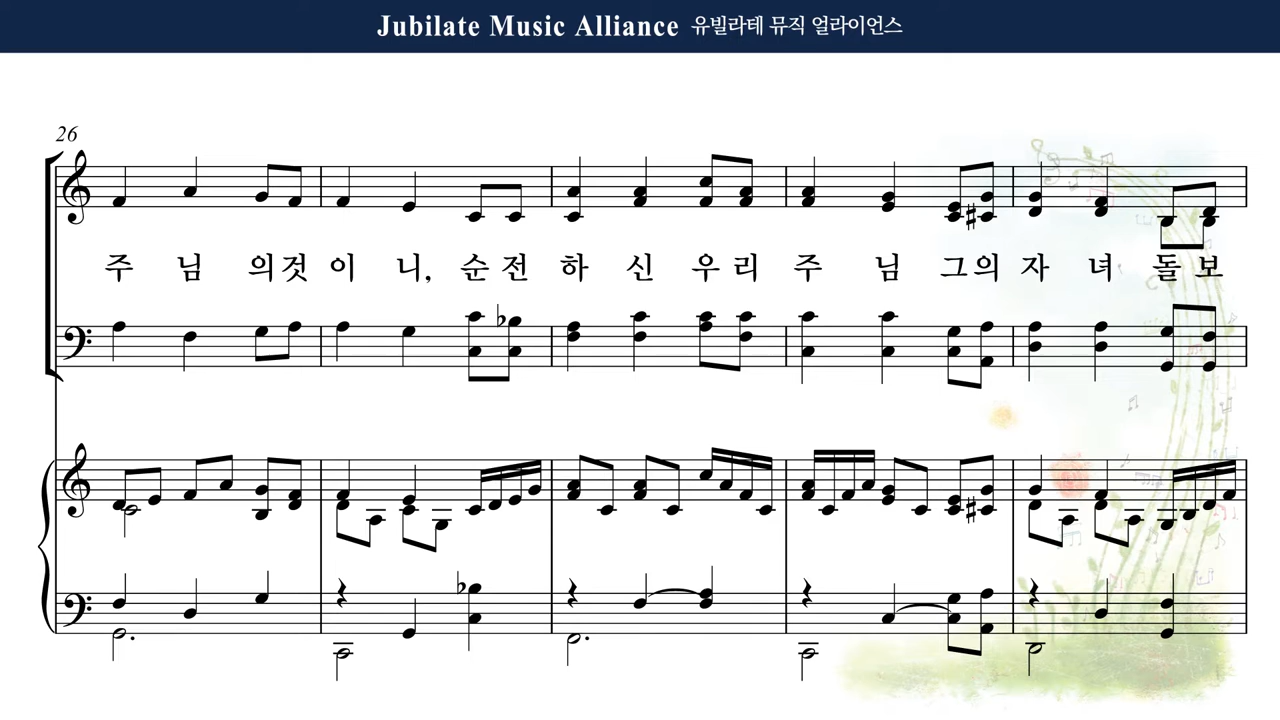 Jubilate Music Alliance 유빌라테 뮤직 얼라이언스
26
주 님 의것 이 니, 순전 하 신 우리 주 님 그의 자 녀 돌 보